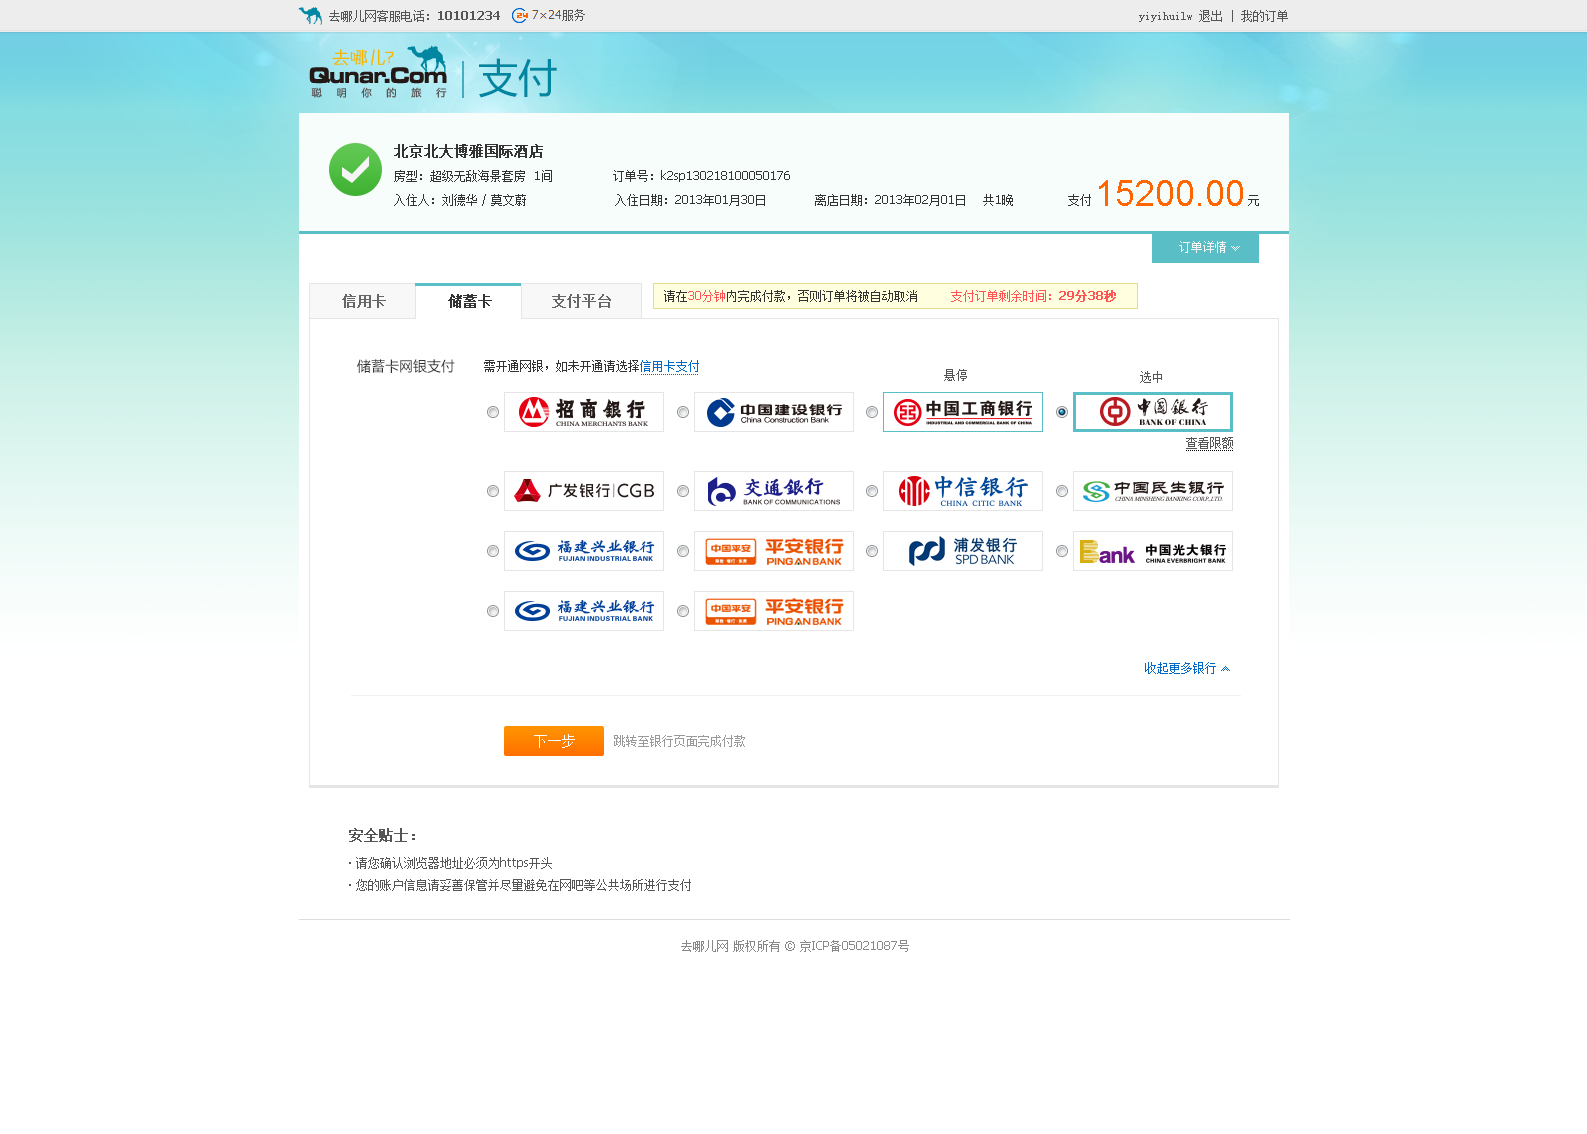 去哪儿网客服电话：10101234 24 7×24服务
yiyihuilw 退出 | 我的订单
去哪儿?
Qunar.Com
聪明你的旅行
支付
北京北大博雅国际酒店
房型：超级无敌海景套房 1间 订单号：k2sp130218100050176
入住人：刘德华 / 莫文蔚 入住日期：2013年01月30日 离店日期：2013年02月01日 共1晚 支付 15200.00 元
订单详情
信用卡 储蓄卡 支付平台
请在30分钟内完成付款，否则订单将被自动取消 支付订单剩余时间：29分38秒
储蓄卡网银支付 需开通网银，如未开通请选择信用卡支付
悬停 选中
招商银行 CHINA MERCHANTS BANK
中国建设银行 China Construction Bank
中国工商银行 INDUSTRIAL AND COMMERCIAL BANK OF CHINA
中国银行 BANK OF CHINA
查看限额
广发银行|CGB
交通银行 BANK OF COMMUNICATIONS
中信银行 CHINA CITIC BANK
中国民生银行 CHINA MINSHENG BANKING CORP.,LTD.
福建兴业银行 FUJIAN INDUSTRIAL BANK
中国平安 平安银行 PINGAN BANK
浦发银行 SPD BANK
Bank 中国光大银行 CHINA EVERBRIGHT BANK
福建兴业银行 FUJIAN INDUSTRIAL BANK
中国平安 平安银行 PINGAN BANK
收起更多银行
下一步 跳转至银行页面完成付款
安全贴士：
· 请您确认浏览器地址必须为https开头
· 您的账户信息请妥善保管并尽量避免在网吧等公共场所进行支付
去哪儿网 版权所有 © 京ICP备05021087号